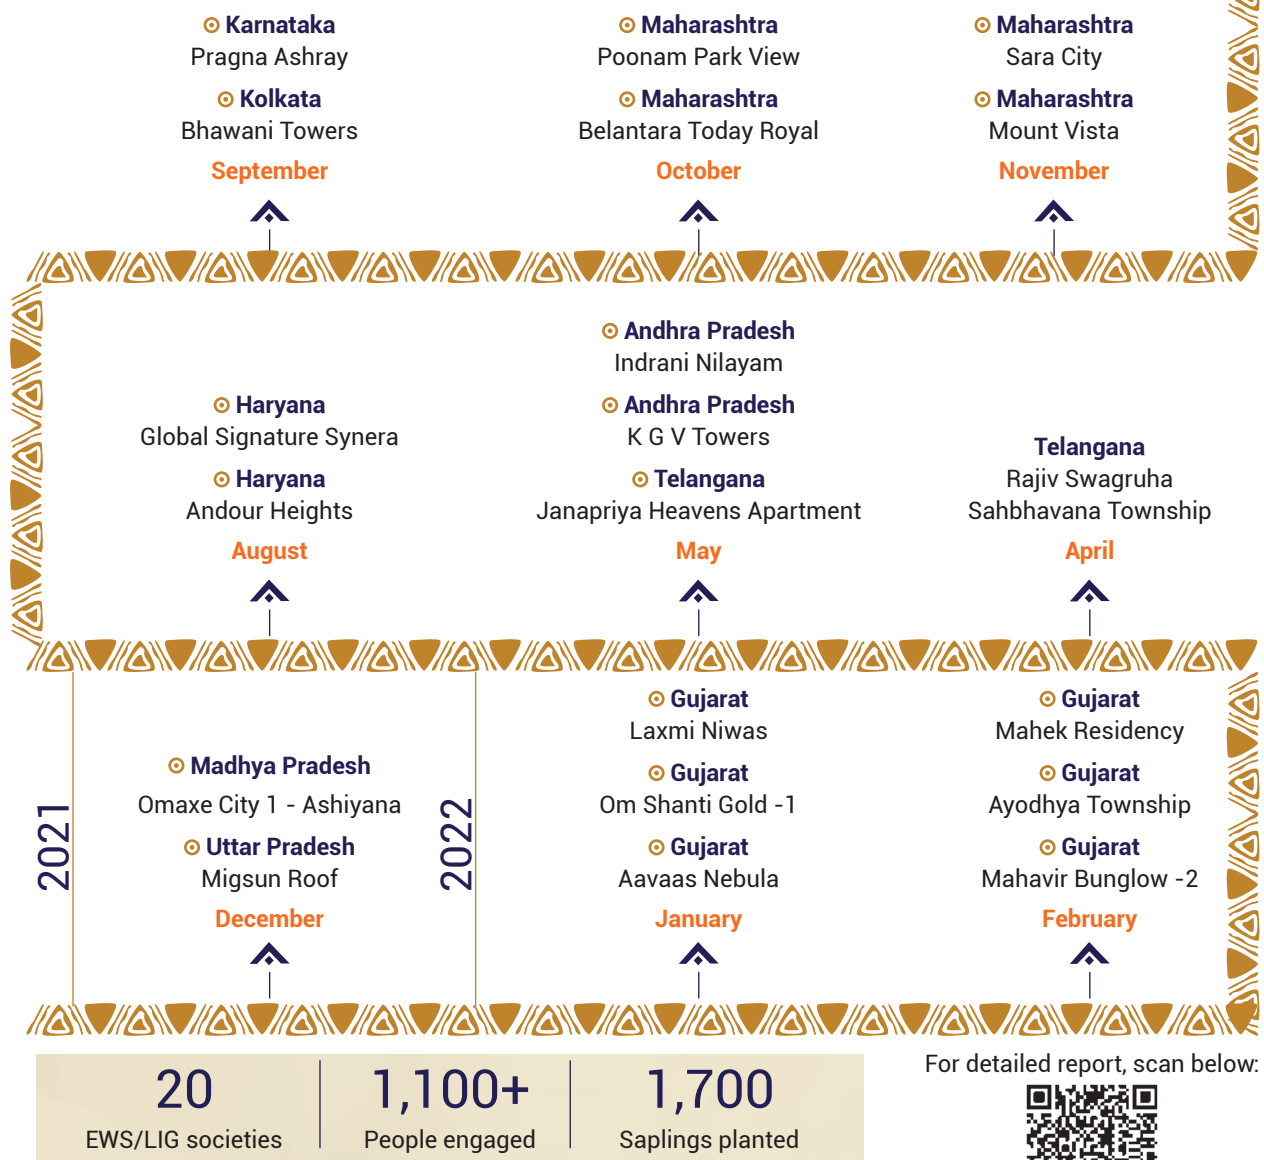 Karnataka
Pragna Ashray
Kolkata
Bhawani Towers
September
Maharashtra
Poonam Park View
Maharashtra
Belantara Today Royal
October
Maharashtra
Sara City
Maharashtra
Mount Vista
November
Haryana
Global Signature Synera
Haryana
Andour Heights
August
Andhra Pradesh
Indrani Nilayam
Andhra Pradesh
K G V Towers
Telangana
Janapriya Heavens Apartment
May
Telangana
Rajiv Swagruha
Sahbhavana Township
April
2021
Madhya Pradesh
Omaxe City 1 - Ashiyana
Uttar Pradesh
Migsun Roof
December
2022
Gujarat
Laxmi Niwas
Gujarat
Om Shanti Gold -1
Gujarat
Aavaas Nebula
January
Gujarat
Mahek Residency
Gujarat
Ayodhya Township
Gujarat
Mahavir Bunglow -2
February
20
EWS/LIG societies
1,100+
People engaged
1,700
Saplings planted
For detailed report, scan below: